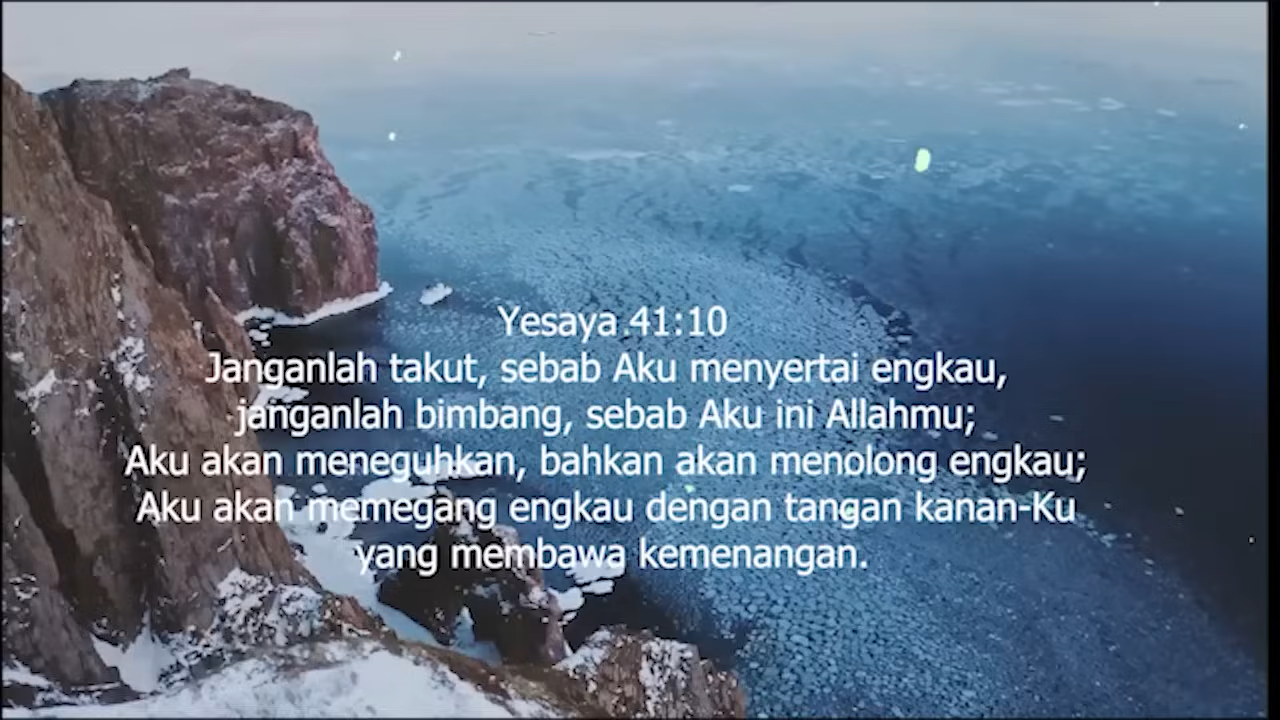 Yesaya 41:10
Janganlah takut, sebab Aku menyertai engkau,
janganlah bimbang, sebab Aku ini Allahmu;
Aku akan meneguhkan, bahkan akan menolong engkau;
Aku akan memegang engkau dengan tangan kanan-Ku
yang membawa kemenangan.